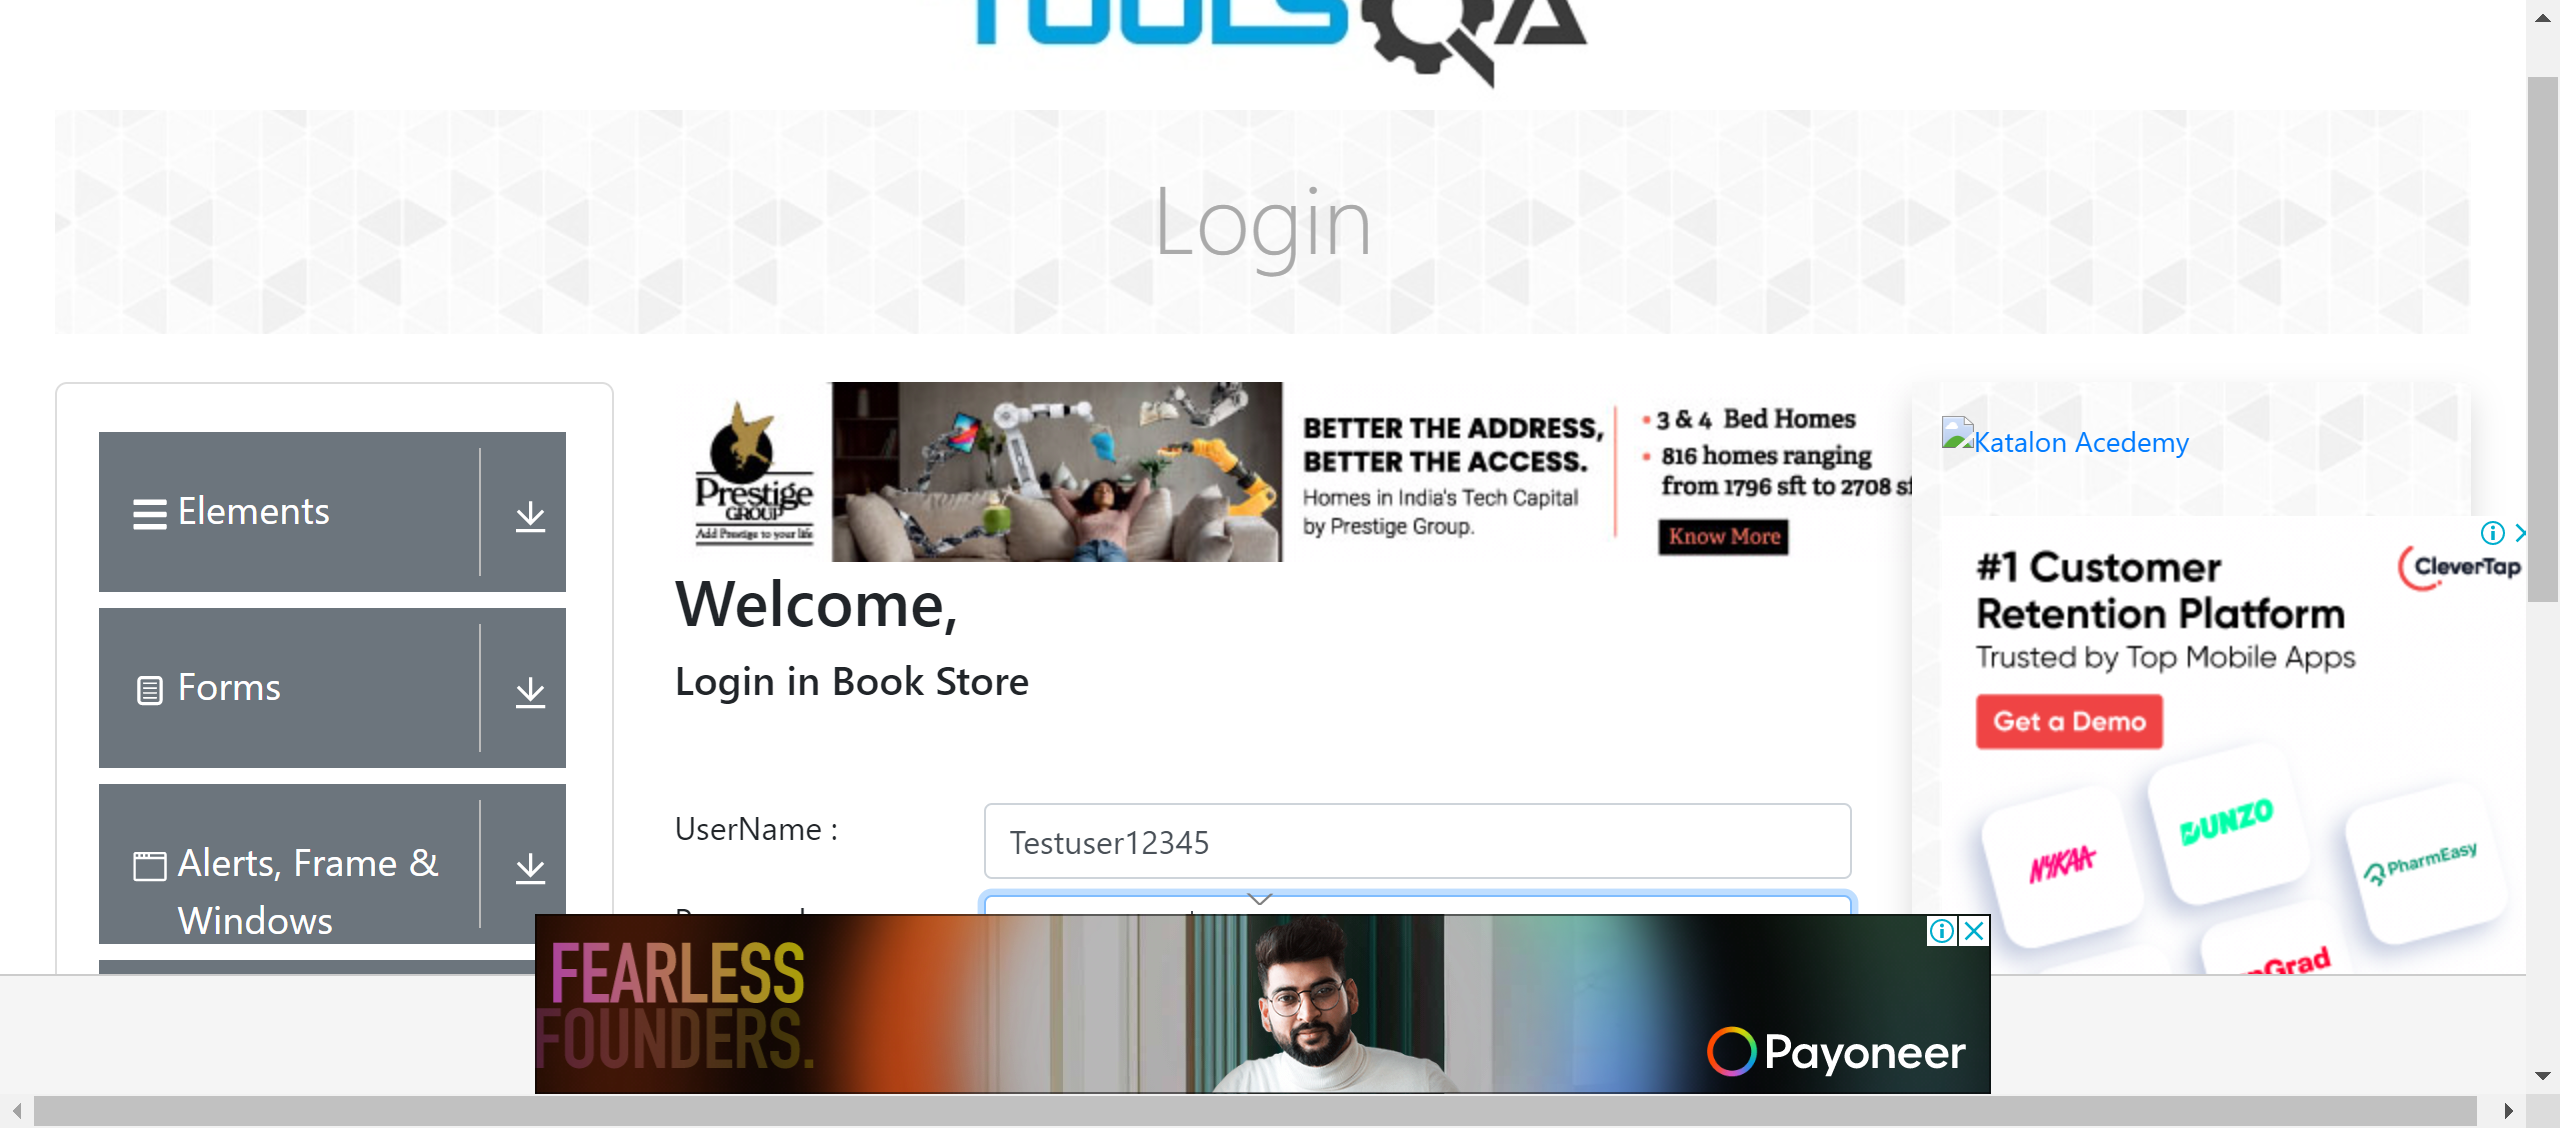 TOOLSQA
Login
Elements
Forms
Alerts, Frame &
Windows
Prestige
GROUP
Add Prestige to your life
BETTER THE ADDRESS,
BETTER THE ACCESS.
Homes in India's Tech Capital
by Prestige Group.
• 3 & 4 Bed Homes
• 816 homes ranging
from 1796 sft to 2708 sf
Know More
Welcome,
Login in Book Store
UserName :
Testuser12345
Katalon Acedemy
#1 Customer
Retention Platform
Trusted by Top Mobile Apps
CleverTap
Get a Demo
NYKAA
DUNZO
PharmEasy
Grad
FEARLESS
FOUNDERS.
Payoneer